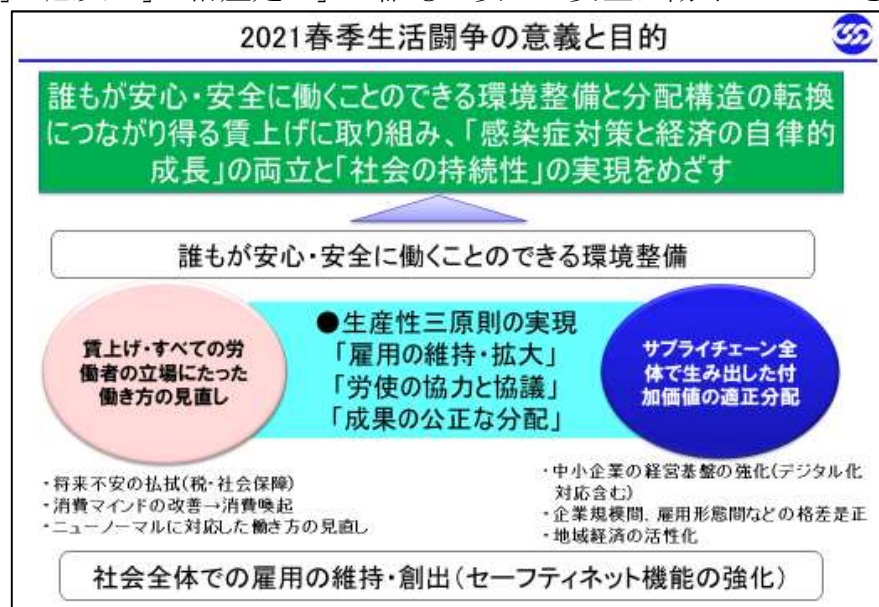 2021春季生活闘争の意義と目的
誰もが安心・安全に働くことのできる環境整備と分配構造の転換
につながり得る賃上げに取り組み、「感染症対策と経済の自律的
成長」の両立と「社会の持続性」の実現をめざす
誰もが安心・安全に働くことのできる環境整備
賃上げ・すべての労
働者の立場にたった
働き方の見直し
●生産性三原則の実現
「雇用の維持・拡大」
「労使の協力と協議」
「成果の公正な分配」
サプライチェーン全
体で生み出した付
加価値の適正分配
・将来不安の払拭(税・社会保障)
・消費マインドの改善→消費喚起
・ニューノーマルに対応した働き方の見直し
・中小企業の経営基盤の強化(デジタル化
対応含む)
・企業規模間、雇用形態間などの格差是正
・地域経済の活性化
社会全体での雇用の維持・創出(セーフティネット機能の強化)